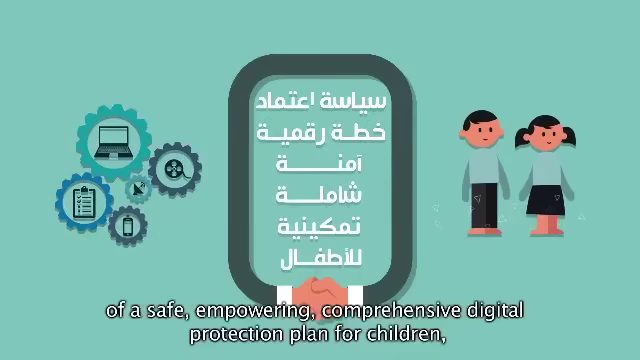 سياسة اعتماد
خطة رقمية
آمنة
شاملة
تمكينية
للأطفال
of a safe, empowering, comprehensive digital
protection plan for children,